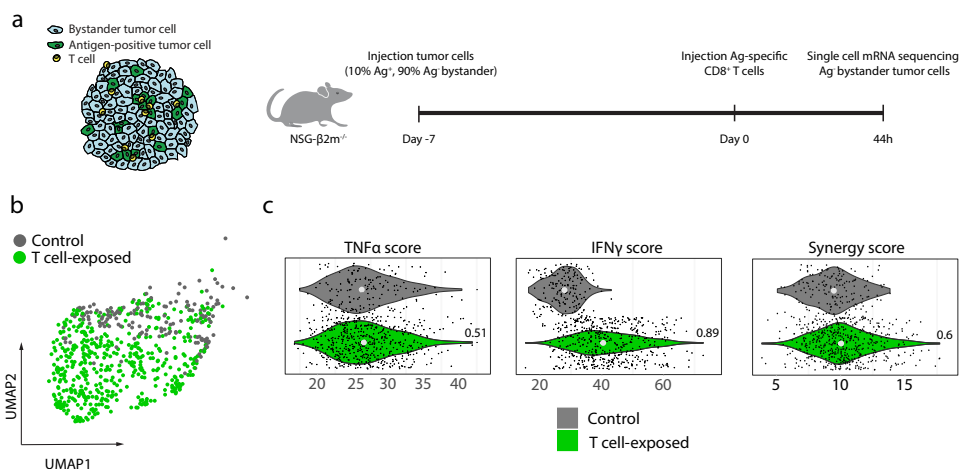 a
Bystander tumor cell
Antigen-positive tumor cell
T cell
Injection tumor cells
(10% Ag⁺, 90% Ag⁻ bystander)
Injection Ag-specific
CD8⁺ T cells
Single cell mRNA sequencing
Ag⁻ bystander tumor cells
NSG-β2m⁻/⁻
Day -7
Day 0
44h
b
Control
T cell-exposed
UMAP2
UMAP1
c
TNFα score
IFNγ score
Synergy score
0.51
0.89
0.6
20 25 30 35 40
20 40 60
5 10 15
Control
T cell-exposed